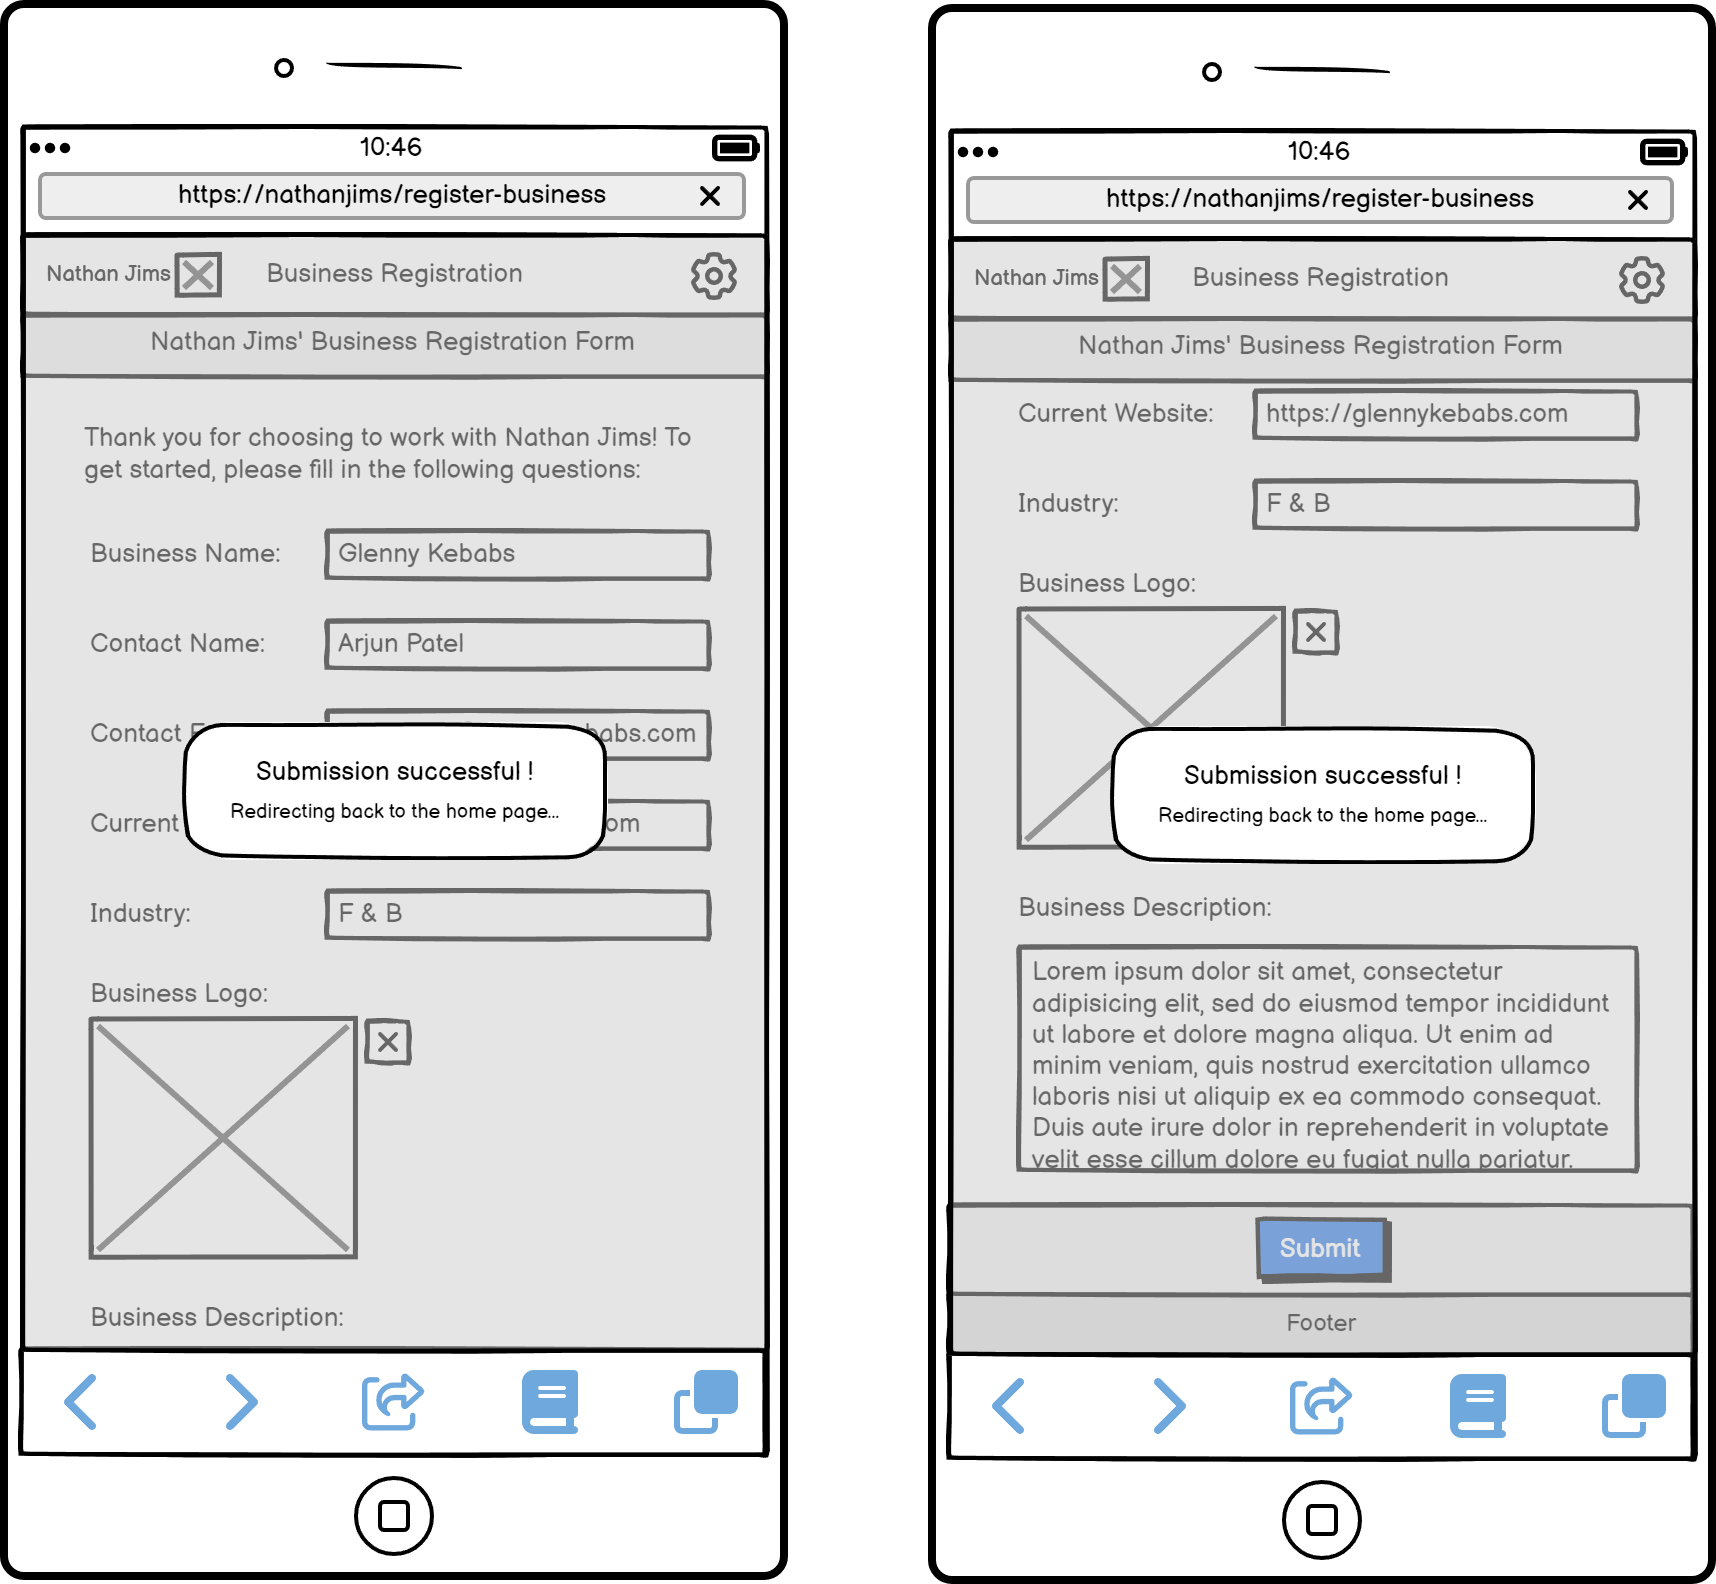 10:46
https://nathanjims/register-business
Nathan Jims
Business Registration
Nathan Jims' Business Registration Form
Thank you for choosing to work with Nathan Jims! To
get started, please fill in the following questions:
Business Name: Glenny Kebabs
Contact Name: Arjun Patel
Contact
Submission successful !
Redirecting back to the home page...
Current
Industry: F & B
Business Logo:
Business Description:
10:46
https://nathanjims/register-business
Nathan Jims
Business Registration
Nathan Jims' Business Registration Form
Current Website: https://glennykebabs.com
Industry: F & B
Business Logo:
Submission successful !
Redirecting back to the home page...
Business Description:
Lorem ipsum dolor sit amet, consectetur
adipisicing elit, sed do eiusmod tempor incididunt
ut labore et dolore magna aliqua. Ut enim ad
minim veniam, quis nostrud exercitation ullamco
laboris nisi ut aliquip ex ea commodo consequat.
Duis aute irure dolor in reprehenderit in voluptate
velit esse cillum dolore eu fugiat nulla pariatur.
Submit
Footer